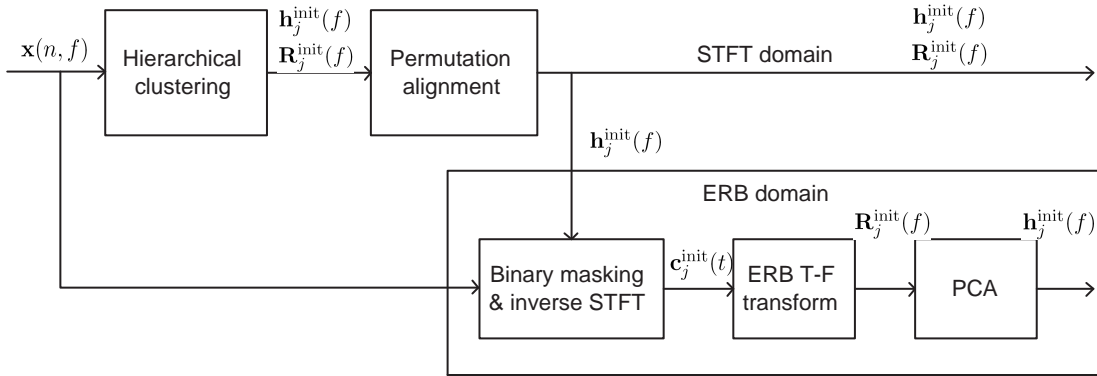 x(n, f)
Hierarchical
clustering
h_j^init(f)
R_j^init(f)
Permutation
alignment
STFT domain
h_j^init(f)
R_j^init(f)
h_j^init(f)
ERB domain
Binary masking
& inverse STFT
c_j^init(t)
ERB T-F
transform
R_j^init(f)
PCA
h_j^init(f)